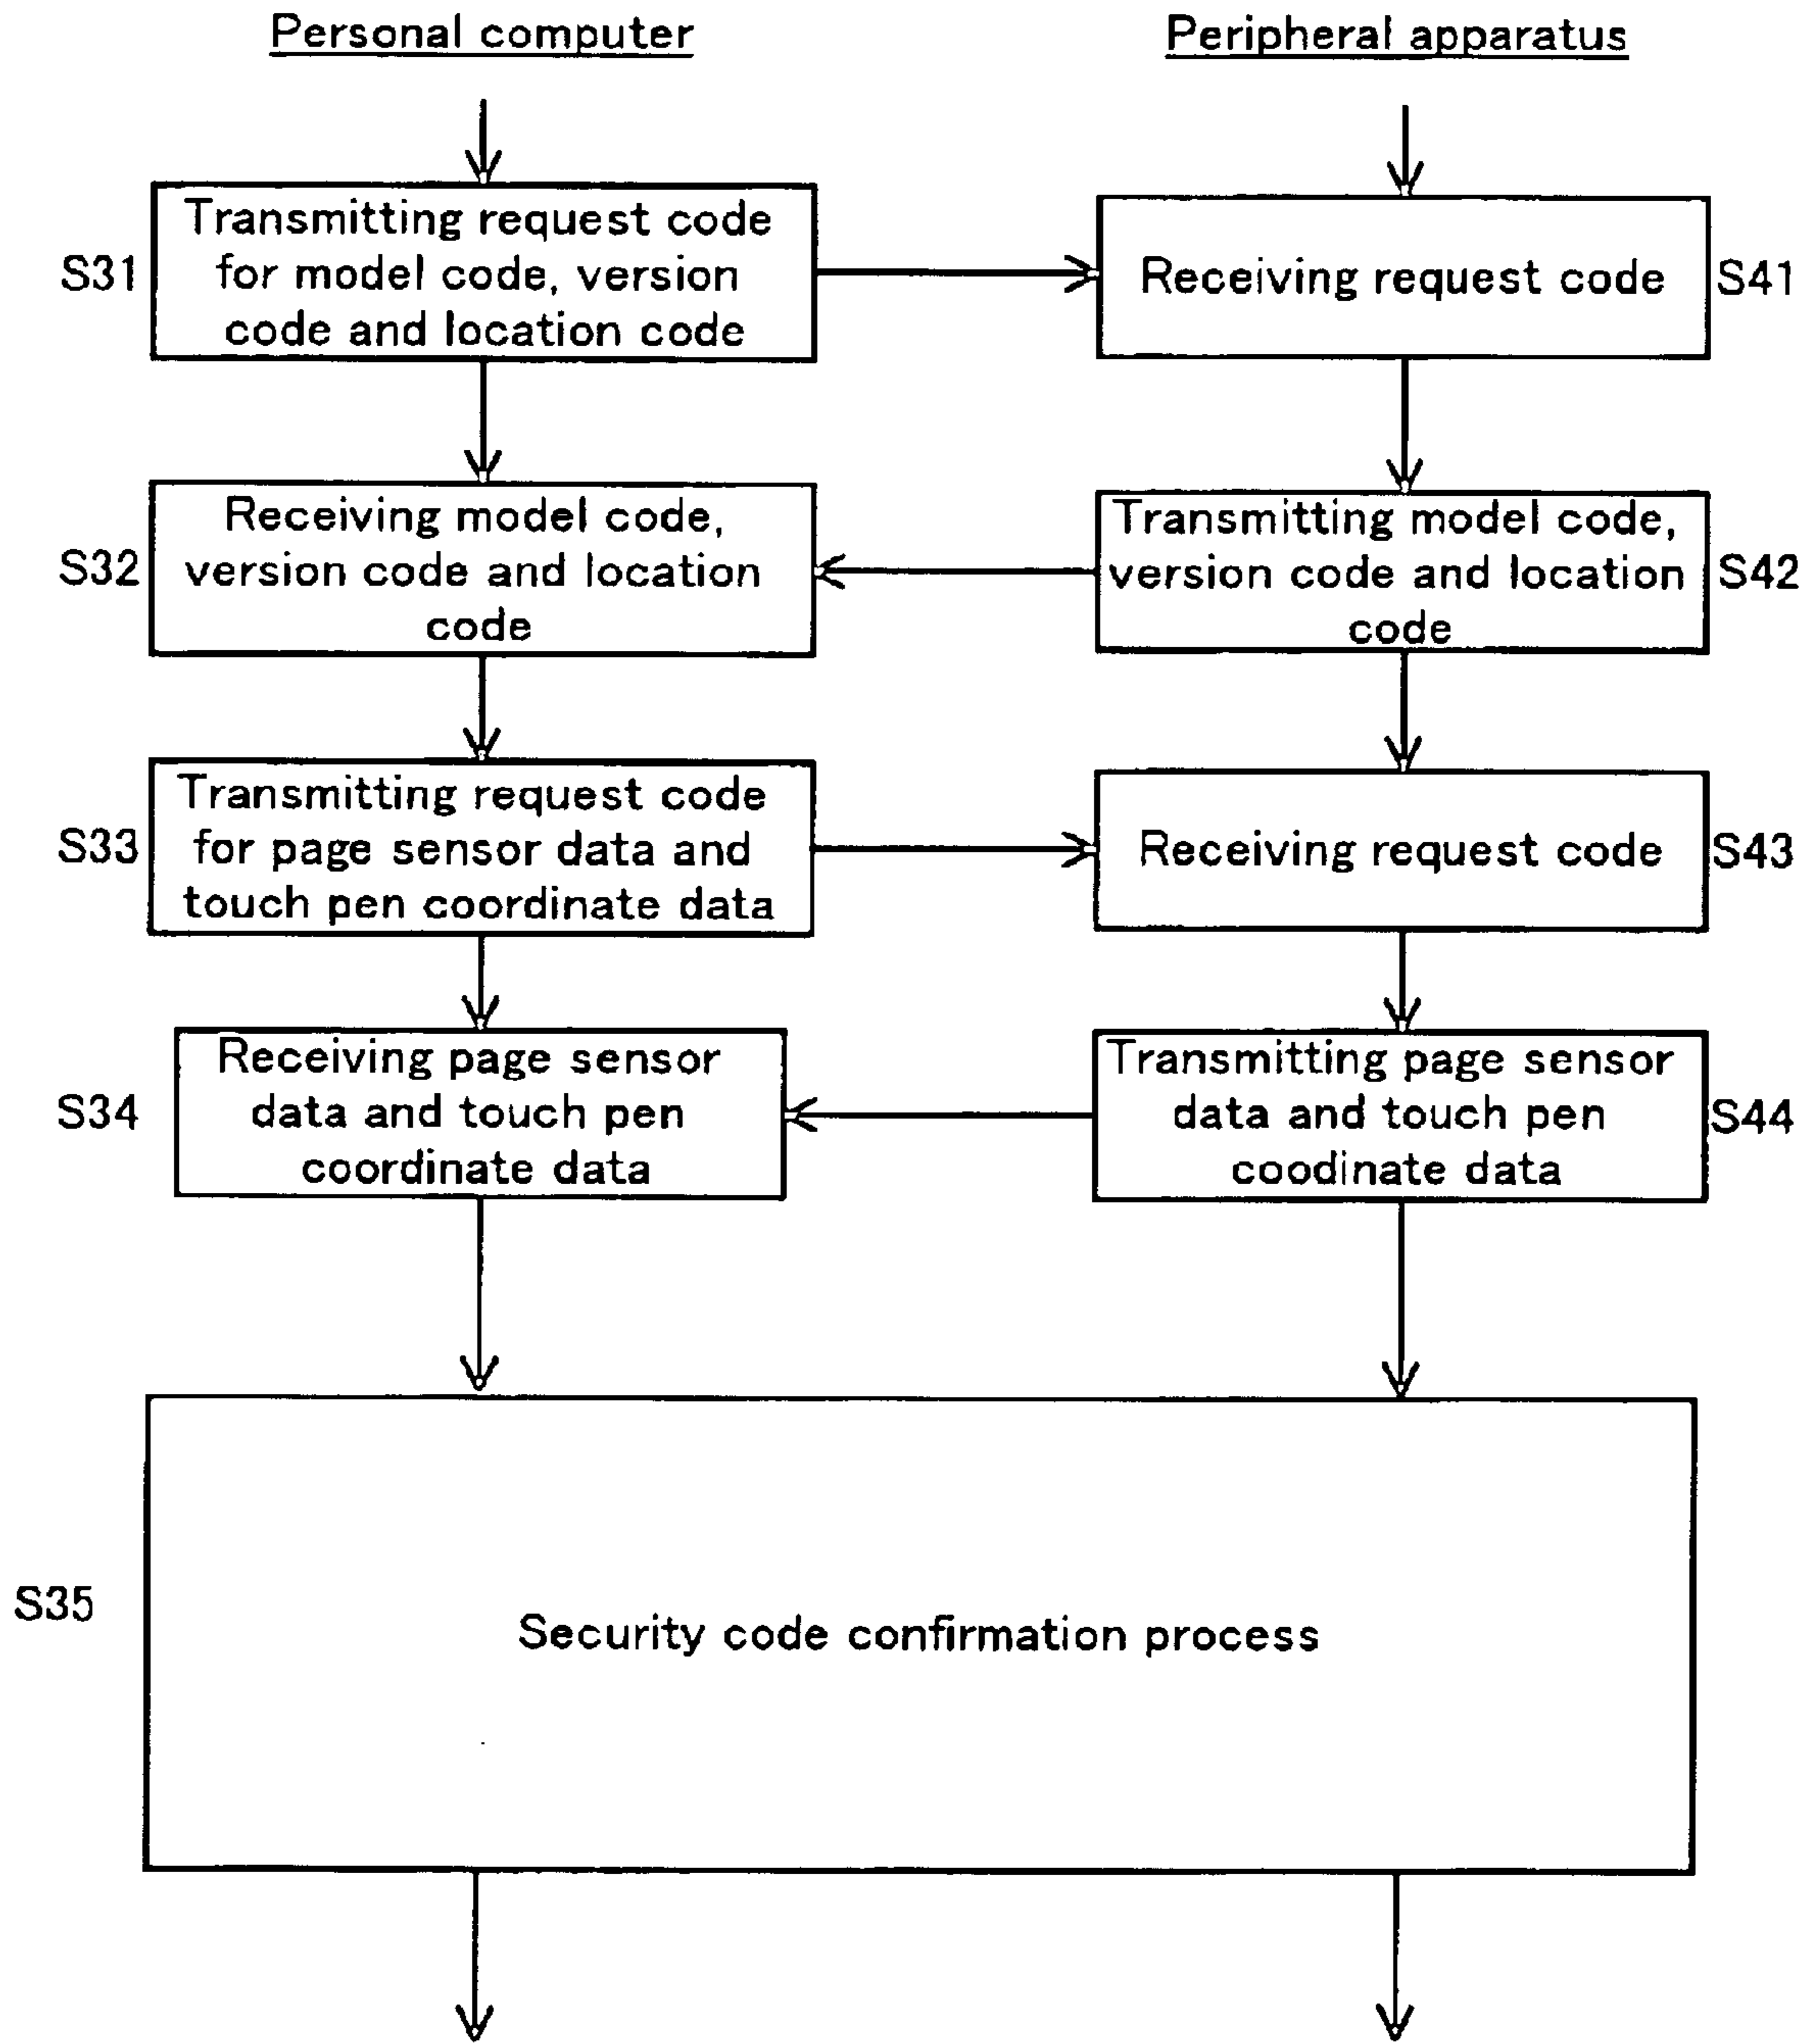 Personal computer
Peripheral apparatus
S31
Transmitting request code
for model code, version
code and location code
Receiving request code
S41
S32
Receiving model code,
version code and location
code
Transmitting model code,
version code and location
code
S42
S33
Transmitting request code
for page sensor data and
touch pen coordinate data
Receiving request code
S43
S34
Receiving page sensor
data and touch pen
coordinate data
Transmitting page sensor
data and touch pen
coodinate data
S44
S35
Security code confirmation process